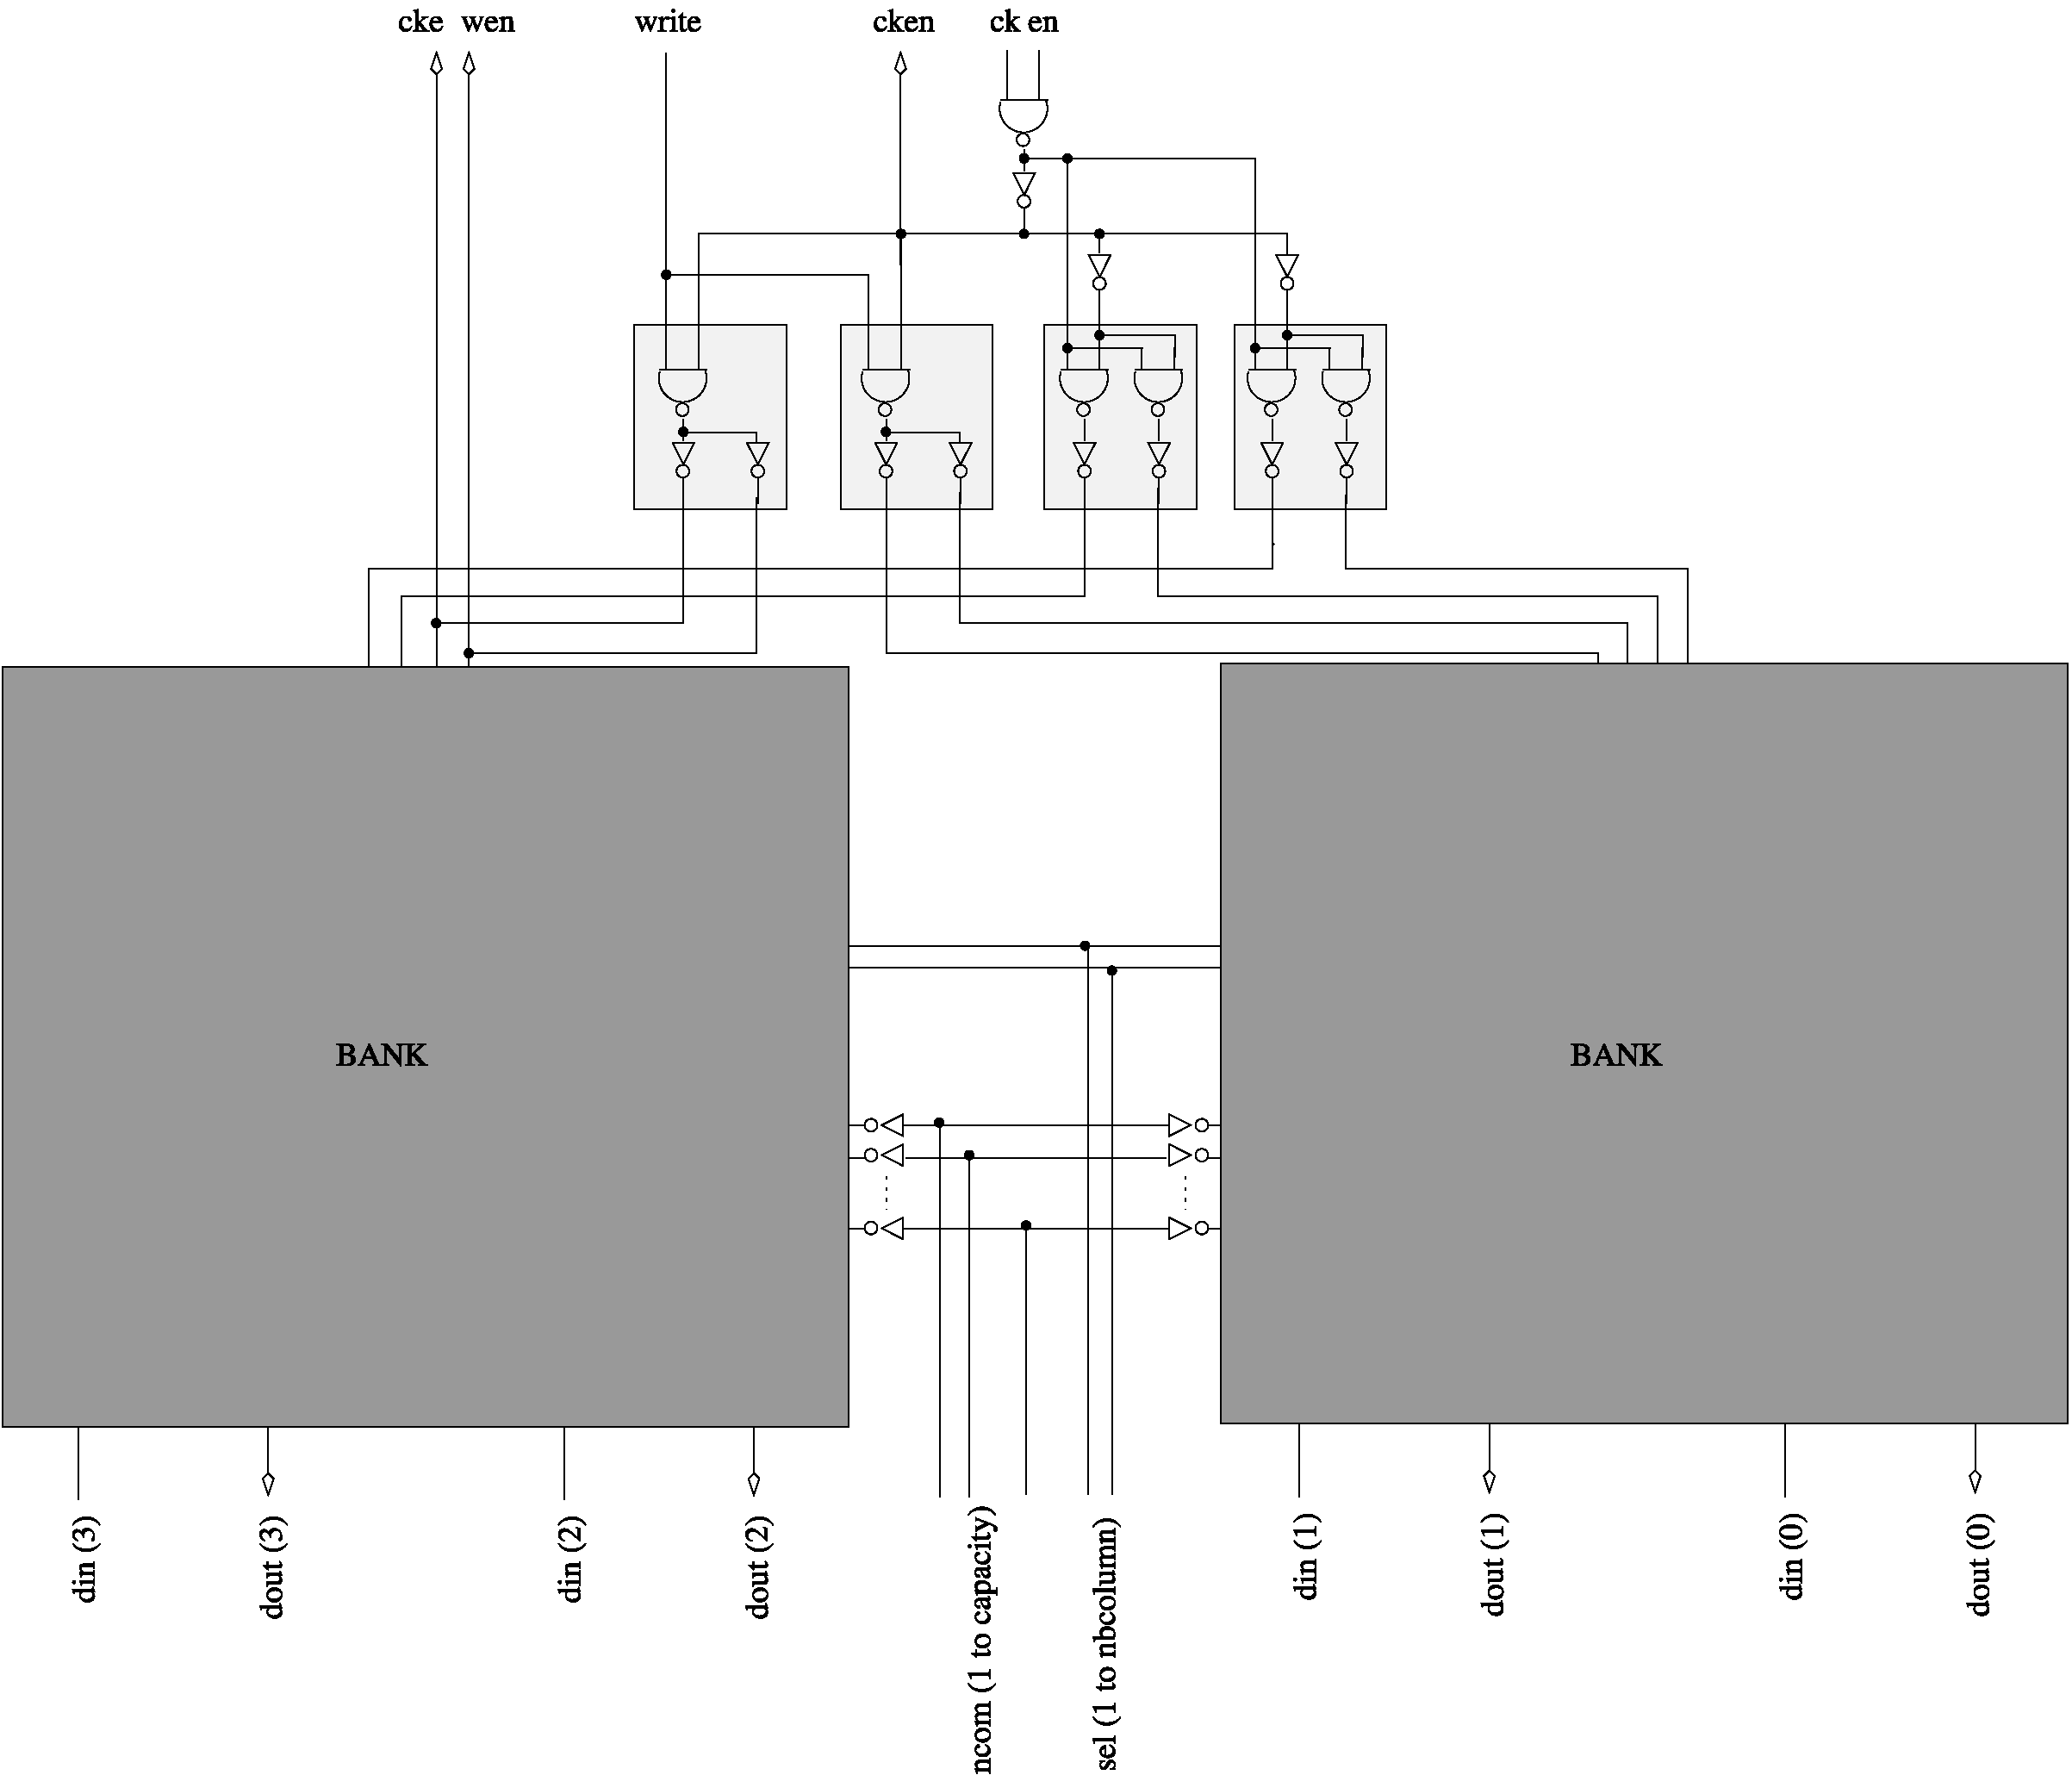 cke wen write cken ck en
BANK
BANK
din (3)
dout (3)
din (2)
dout (2)
ncom (1 to capacity)
sel (1 to nbcolumn)
din (1)
dout (1)
din (0)
dout (0)